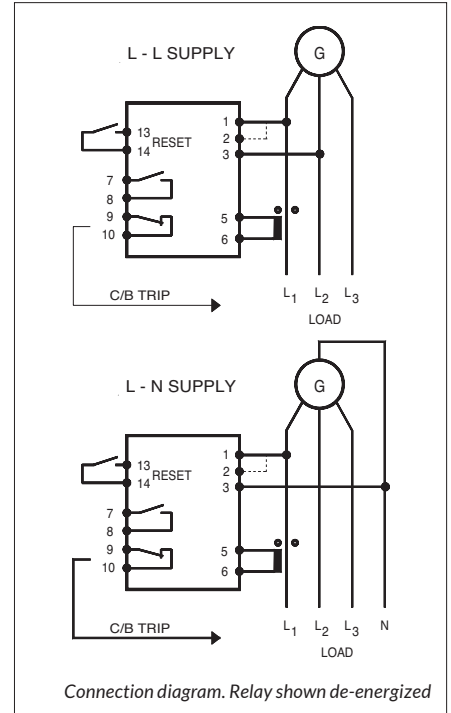 L - L SUPPLY
G
1
13
RESET
2
14
3
7
8
9
5
10
6
C/B TRIP
L1 L2 L3
LOAD
L - N SUPPLY
G
1
13
RESET
2
14
3
7
8
9
5
10
6
C/B TRIP
L1 L2 L3 N
LOAD
Connection diagram. Relay shown de-energized